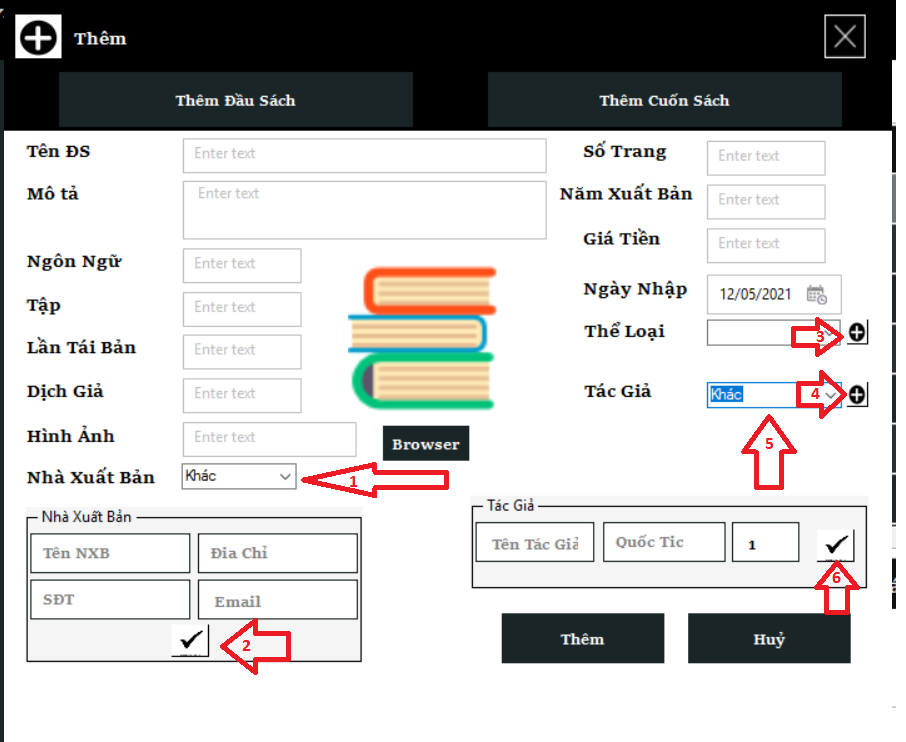 Thêm
Thêm Đầu Sách
Thêm Cuốn Sách
Tên ĐS
Enter text
Số Trang
Enter text
Mô tả
Enter text
Năm Xuất Bản
Enter text
Giá Tiền
Enter text
Ngôn Ngữ
Enter text
Ngày Nhập
12/05/2021
Tập
Enter text
Thể Loại
3
Lần Tái Bản
Enter text
Dịch Giả
Enter text
Tác Giả
Khác
4
Hình Ảnh
Enter text
Browser
5
Nhà Xuất Bản
Khác
1
Nhà Xuất Bản
Tên NXB
Đia Chỉ
SĐT
Email
2
Tác Giả
Tên Tác Giả
Quốc Tic
1
6
Thêm
Huỷ